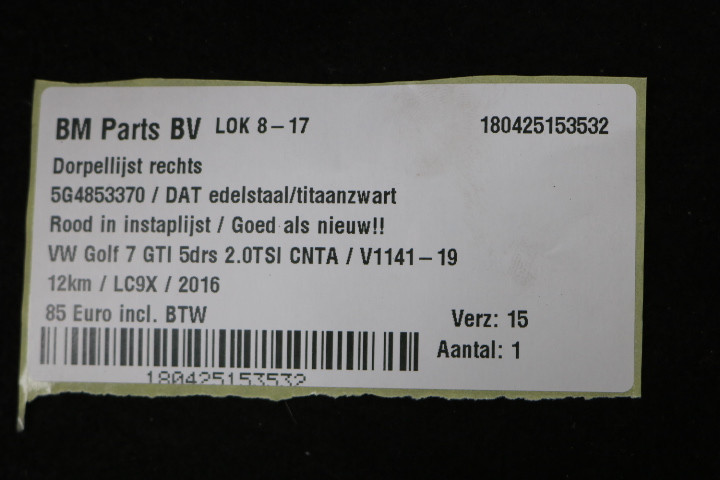 BM Parts BV LOK 8-17 180425153532
Dorpellijst rechts
5G4853370 / DAT edelstaal/titaanzwart
Rood in instaplijst / Goed als nieuw!!
VW Golf 7 GTI 5drs 2.0TSI CNTA / V1141-19
12km / LC9X / 2016
85 Euro incl. BTW
Verz: 15
Aantal: 1
180425153532